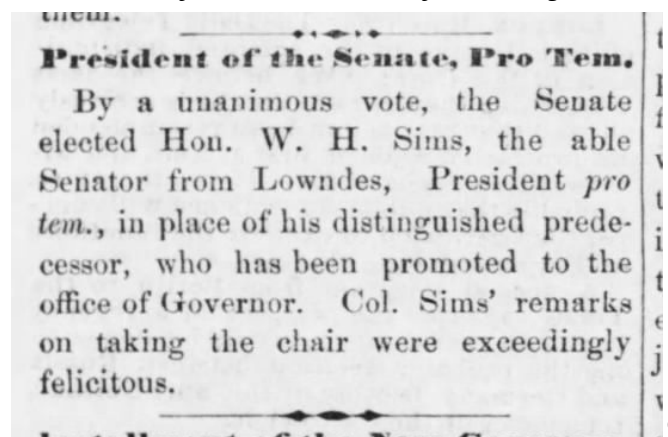 them.
President of the Senate, Pro Tem.
By a unanimous vote, the Senate
elected Hon. W. H. Sims, the able
Senator from Lowndes, President pro
tem., in place of his distinguished prede-
cessor, who has been promoted to the
office of Governor. Col. Sims' remarks
on taking the chair were exceedingly
felicitous.